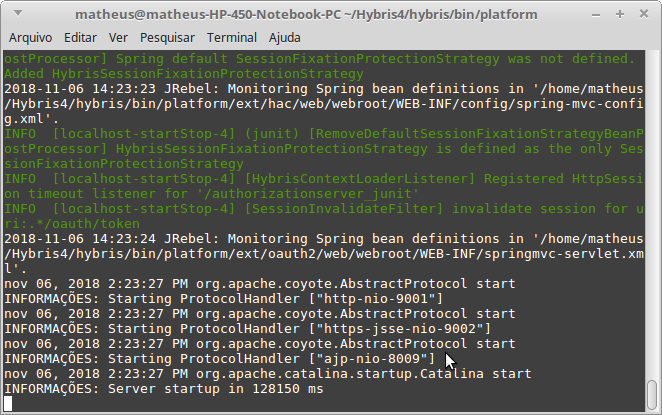 matheus@matheus-HP-450-Notebook-PC ~/Hybris4/hybris/bin/platform
Arquivo Editar Ver Pesquisar Terminal Ajuda
ostProcessor] Spring default SessionFixationProtectionStrategy was not defined.
Added HybrisSessionFixationProtectionStrategy
2018-11-06 14:23:23 JRebel: Monitoring Spring bean definitions in '/home/matheus
/Hybris4/hybris/bin/platform/ext/hac/web/webroot/WEB-INF/config/spring-mvc-confi
g.xml'.
INFO  [localhost-startStop-4] (junit) [RemoveDefaultSessionFixationStrategyBeanP
ostProcessor] HybrisSessionFixationProtectionStrategy is defined as the only Ses
sionFixationProtectionStrategy
INFO  [localhost-startStop-4] [HybrisContextLoaderListener] Registered HttpSessi
on timeout listener for '/authorizationserver_junit'
INFO  [localhost-startStop-4] [SessionInvalidateFilter] invalidate session for u
ri:.*/oauth/token
2018-11-06 14:23:24 JRebel: Monitoring Spring bean definitions in '/home/matheus
/Hybris4/hybris/bin/platform/ext/oauth2/web/webroot/WEB-INF/springmvc-servlet.xm
l'.
nov 06, 2018 2:23:27 PM org.apache.coyote.AbstractProtocol start
INFORMAÇÕES: Starting ProtocolHandler ["http-nio-9001"]
nov 06, 2018 2:23:27 PM org.apache.coyote.AbstractProtocol start
INFORMAÇÕES: Starting ProtocolHandler ["https-jsse-nio-9002"]
nov 06, 2018 2:23:27 PM org.apache.coyote.AbstractProtocol start
INFORMAÇÕES: Starting ProtocolHandler ["ajp-nio-8009"]
nov 06, 2018 2:23:27 PM org.apache.catalina.startup.Catalina start
INFORMAÇÕES: Server startup in 128150 ms